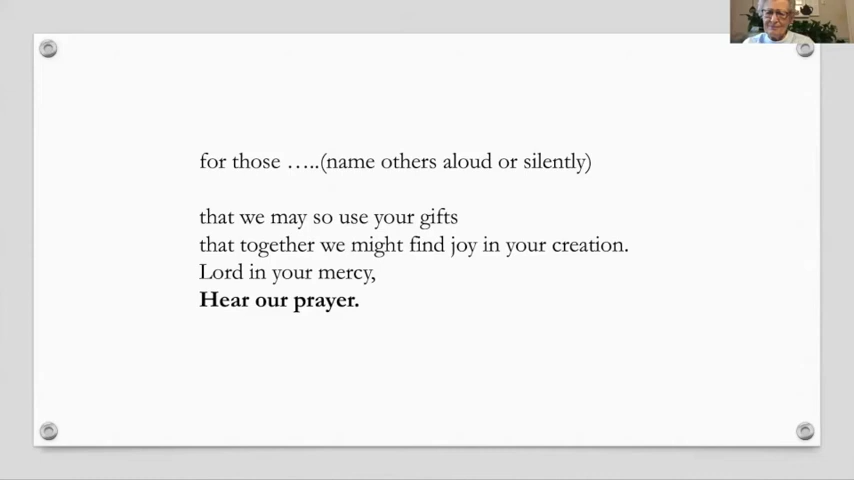 for those …..(name others aloud or silently)
that we may so use your gifts
that together we might find joy in your creation.
Lord in your mercy,
Hear our prayer.